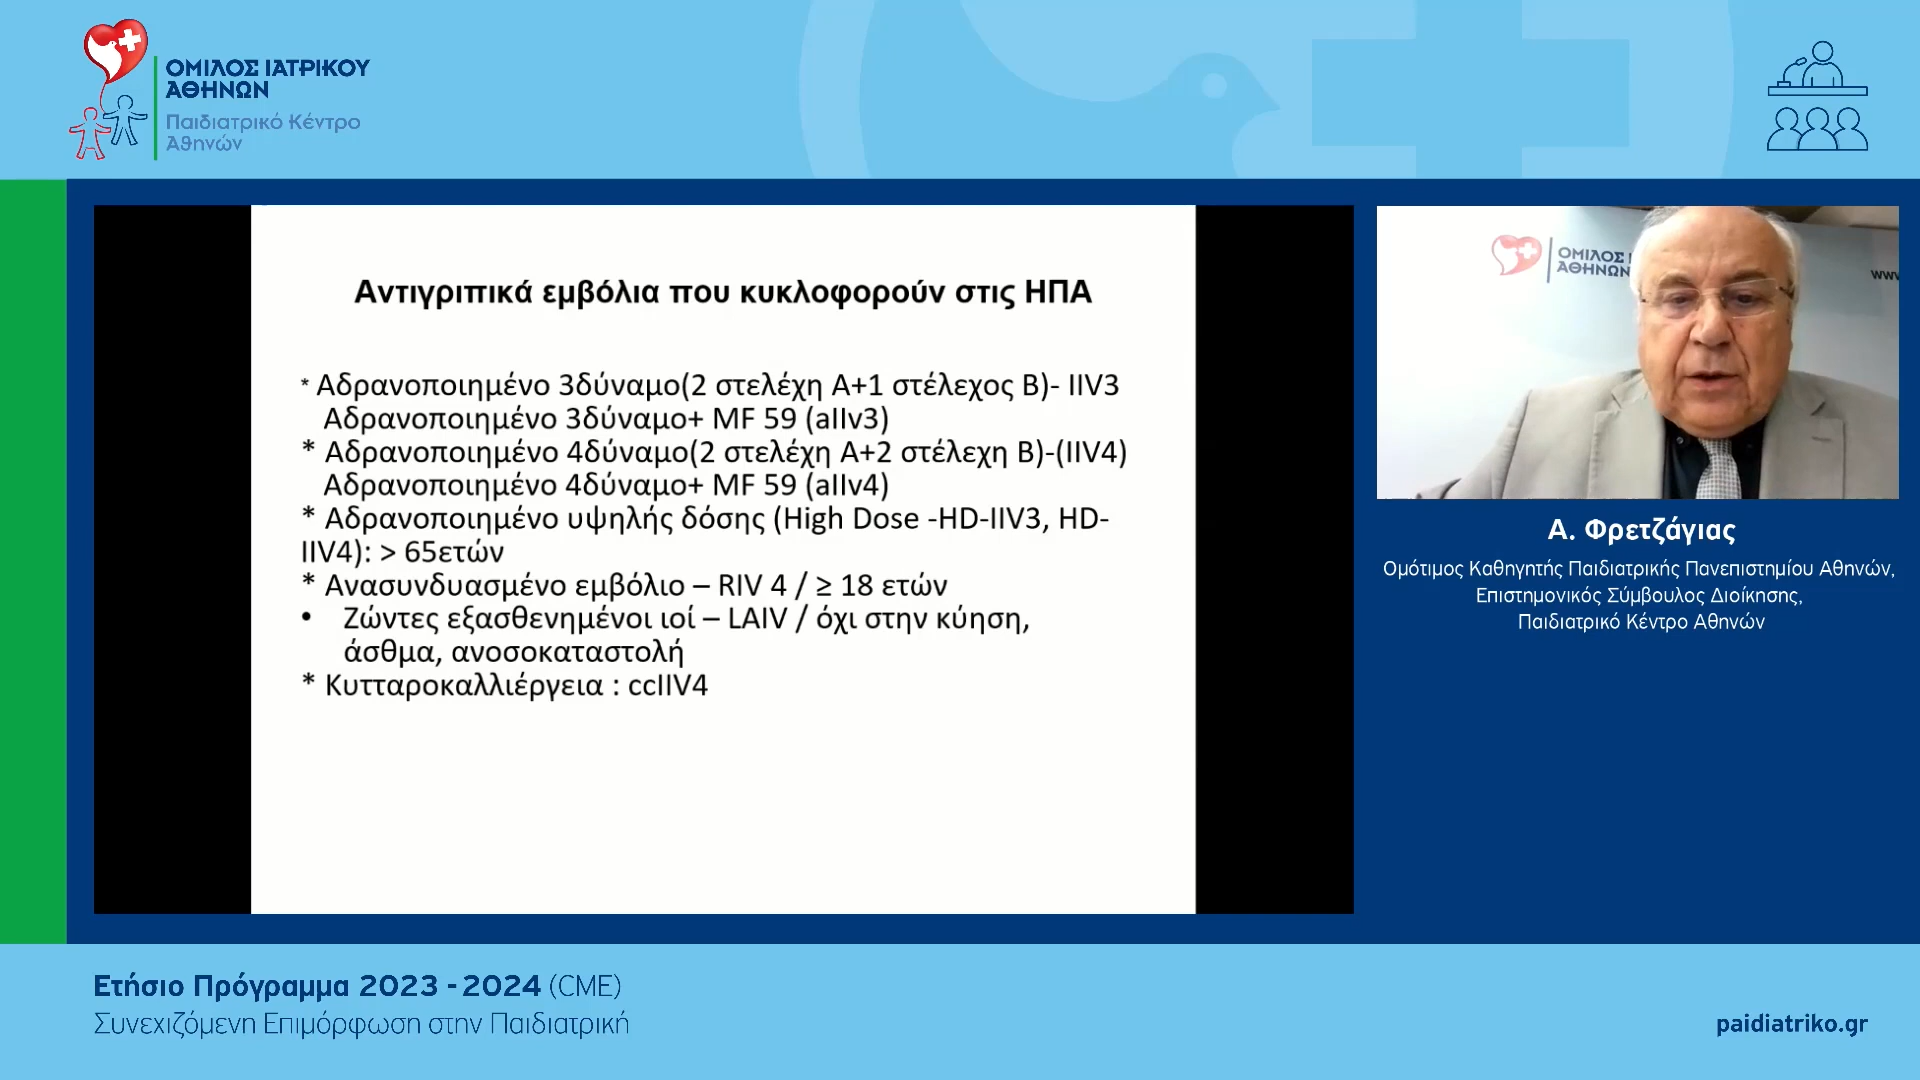 ΟΜΙΛΟΣ ΙΑΤΡΙΚΟΥ
ΑΘΗΝΩΝ
Παιδιατρικό Κέντρο
Αθηνών
Αντιγριπικά εμβόλια που κυκλοφορούν στις ΗΠΑ
* Αδρανοποιημένο 3δύναμο(2 στελέχη Α+1 στέλεχος Β)- IIV3
Αδρανοποιημένο 3δύναμο+ MF 59 (aIIv3)
* Αδρανοποιημένο 4δύναμο(2 στελέχη Α+2 στέλεχη Β)-(IIV4)
Αδρανοποιημένο 4δύναμο+ MF 59 (aIIv4)
* Αδρανοποιημένο υψηλής δόσης (High Dose -HD-IIV3, HD-
IIV4): > 65ετών
* Ανασυνδυασμένο εμβόλιο – RIV 4 / ≥ 18 ετών
• Ζώντες εξασθενημένοι ιοί – LAIV / όχι στην κύηση,
άσθμα, ανοσοκαταστολή
* Κυτταροκαλλιέργεια : ccIIV4
ΟΜΙΛΟΣ
ΑΘΗΝΩΝ
www
Α. Φρετζάγιας
Ομότιμος Καθηγητής Παιδιατρικής Πανεπιστημίου Αθηνών,
Επιστημονικός Σύμβουλος Διοίκησης,
Παιδιατρικό Κέντρο Αθηνών
Ετήσιο Πρόγραμμα 2023 - 2024 (CME)
Συνεχιζόμενη Επιμόρφωση στην Παιδιατρική
paidiatriko.gr